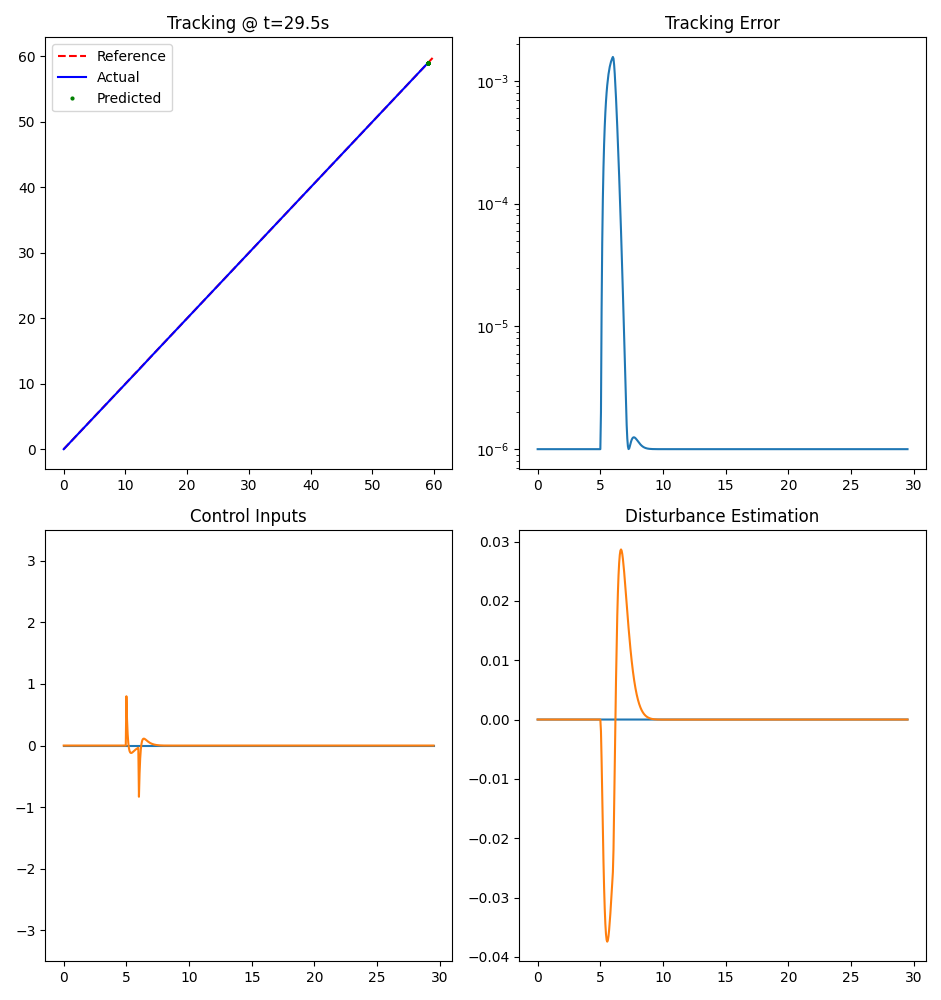 Tracking @ t=29.5s
Reference
Actual
Predicted
60
50
40
30
20
10
0
0 10 20 30 40 50 60
Tracking Error
10⁻³
10⁻⁴
10⁻⁵
10⁻⁶
0 5 10 15 20 25 30
Control Inputs
3
2
1
0
−1
−2
−3
0 5 10 15 20 25 30
Disturbance Estimation
0.03
0.02
0.01
0.00
−0.01
−0.02
−0.03
−0.04
0 5 10 15 20 25 30